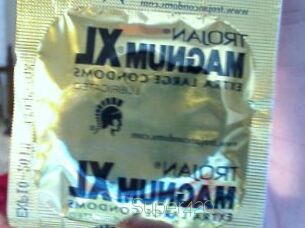 www.trojancondoms.com
TROJAN®
MAGNUM XL®
EXTRA LARGE CONDOMS
LUBRICATED
www.trojancondoms.com
TROJAN®
MAGNUM XL
EXTRA LARGE CONDOMS
Super